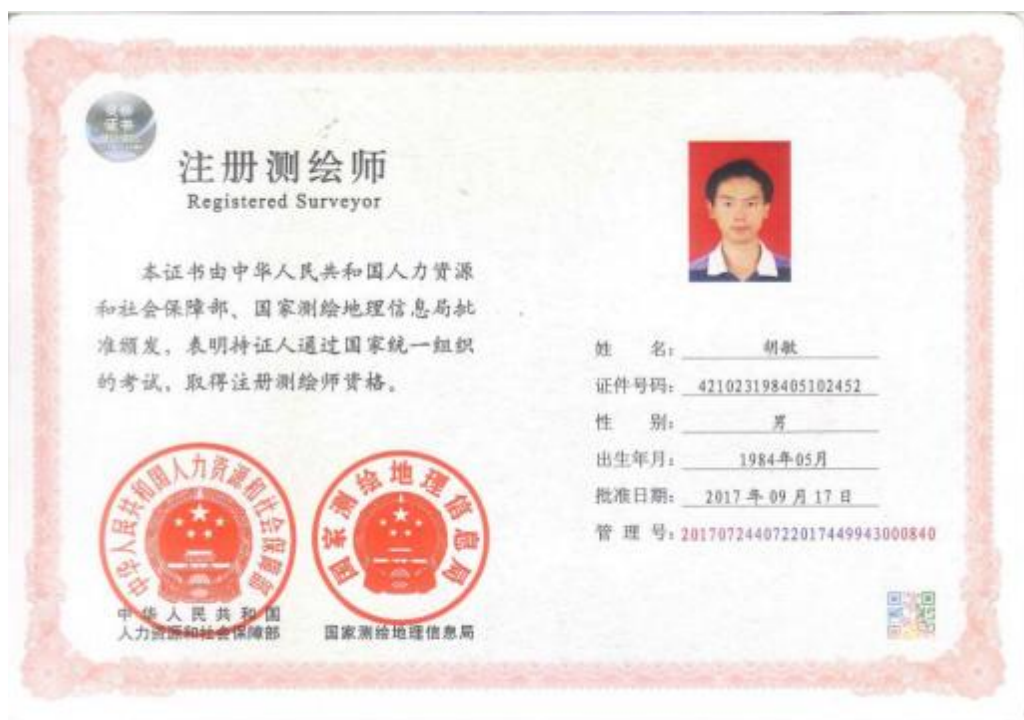 资格
证书
注册测绘师
Registered Surveyor
本证书由中华人民共和国人力资源
和社会保障部、国家测绘地理信息局批
准颁发，表明持证人通过国家统一组织
的考试，取得注册测绘师资格。
中华人民共和国人力资源和社会保障部
中华人民共和国
人力资源和社会保障部
国家测绘地理信息局
国家测绘地理信息局
姓 名：胡敏
证件号码：421023198405102452
性 别：男
出生年月：1984年05月
批准日期：2017年09月17日
管 理 号：2017072440722017449943000840